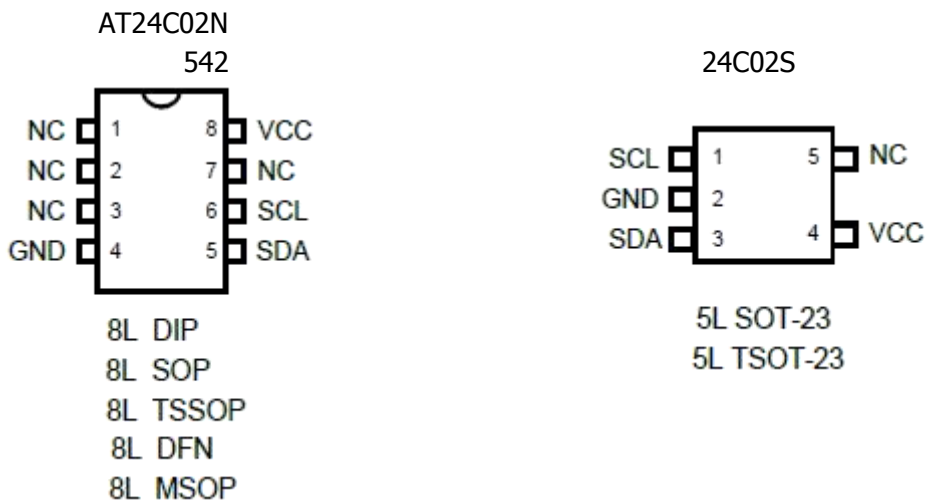 AT24C02N
542
NC 1 8 VCC
NC 2 7 NC
NC 3 6 SCL
GND 4 5 SDA
8L DIP
8L SOP
8L TSSOP
8L DFN
8L MSOP
24C02S
SCL 1 5 NC
GND 2
SDA 3 4 VCC
5L SOT-23
5L TSOT-23